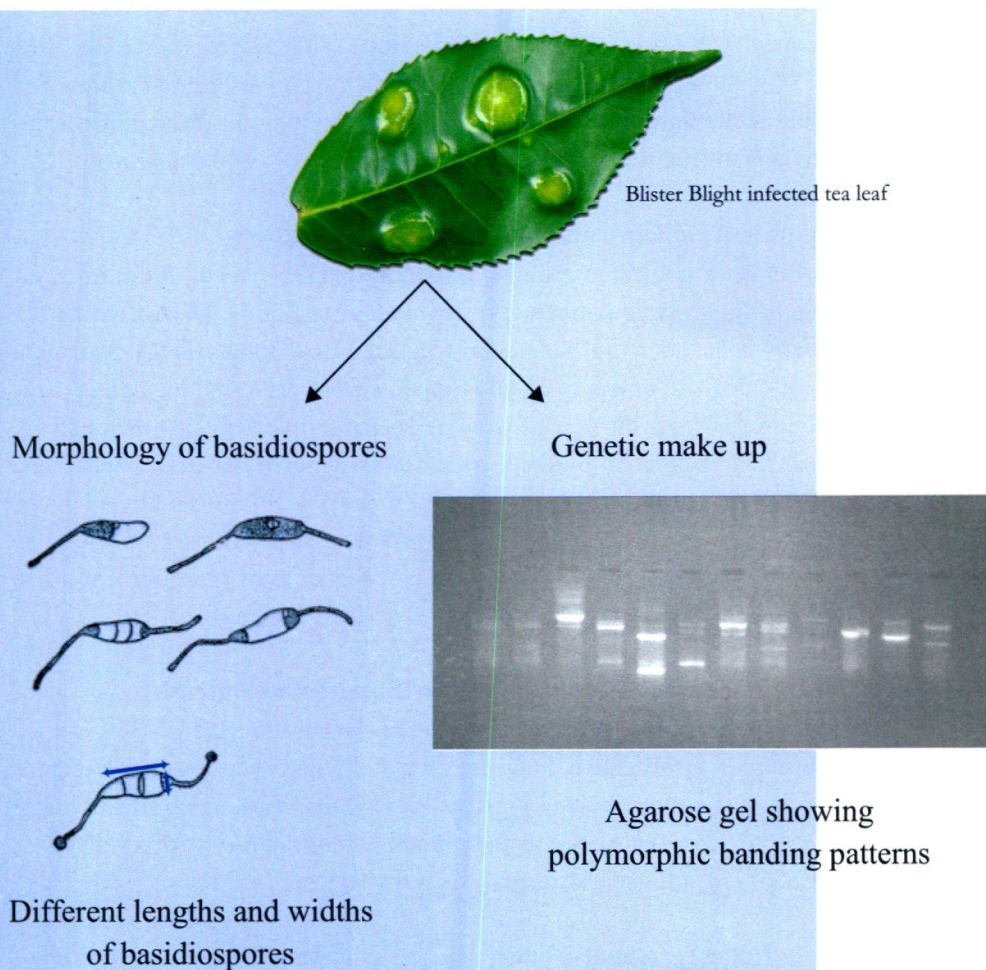 Blister Blight infected tea leaf
Morphology of basidiospores
Genetic make up
Agarose gel showing
polymorphic banding patterns
Different lengths and widths
of basidiospores